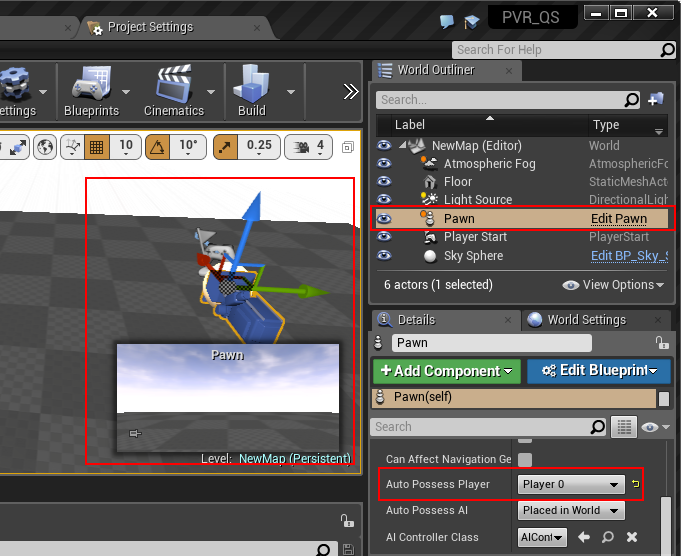 PVR_QS
Project Settings
Search For Help
ettings
Blueprints
Cinematics
Build
World Outliner
Search...
Label
Type
NewMap (Editor)
World
Atmospheric Fog
AtmosphericFo
Floor
StaticMeshAct
Light Source
DirectionalLigh
Pawn
Edit Pawn
Player Start
PlayerStart
Sky Sphere
Edit BP_Sky_S
6 actors (1 selected)
View Options
10
10°
0.25
4
Pawn
Level: NewMap (Persistent)
Details
World Settings
Pawn
+Add Component
Edit Blueprint
Pawn(self)
Search
Can Affect Navigation Ge
Auto Possess Player
Player 0
Auto Possess AI
Placed in World
AI Controller Class
AICont